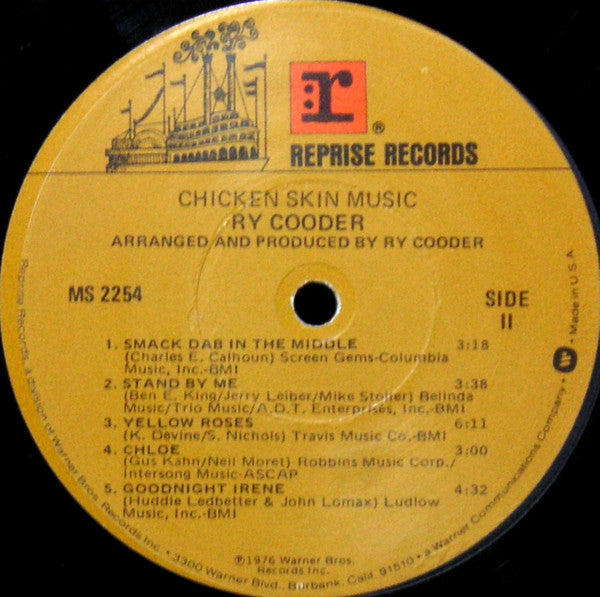 r
®
REPRISE RECORDS
CHICKEN SKIN MUSIC
RY COODER
ARRANGED AND PRODUCED BY RY COODER
MS 2254
SIDE
II
1. SMACK DAB IN THE MIDDLE 3:18
(Charles E. Calhoun) Screen Gems-Columbia
Music, Inc.-BMI
2. STAND BY ME 3:38
(Ben E. King/Jerry Leiber/Mike Stoller) Belinda
Music/Trio Music/A.D.T. Enterprises, Inc.-BMI
3. YELLOW ROSES 6:11
(K. Devine/S. Nichols) Travis Music Co.-BMI
4. CHLOE 3:00
(Gus Kahn/Neil Moret) Robbins Music Corp./
Intersong Music-ASCAP
5. GOODNIGHT IRENE 4:32
(Huddie Ledbetter & John Lomax) Ludlow
Music, Inc.-BMI
℗1976 Warner Bros.
Records Inc.
Reprise Records, a division of Warner Bros. Records Inc. • 3300 Warner Blvd., Burbank, Calif. 91510 • a Warner Communications Company. • W • Made in U.S.A.